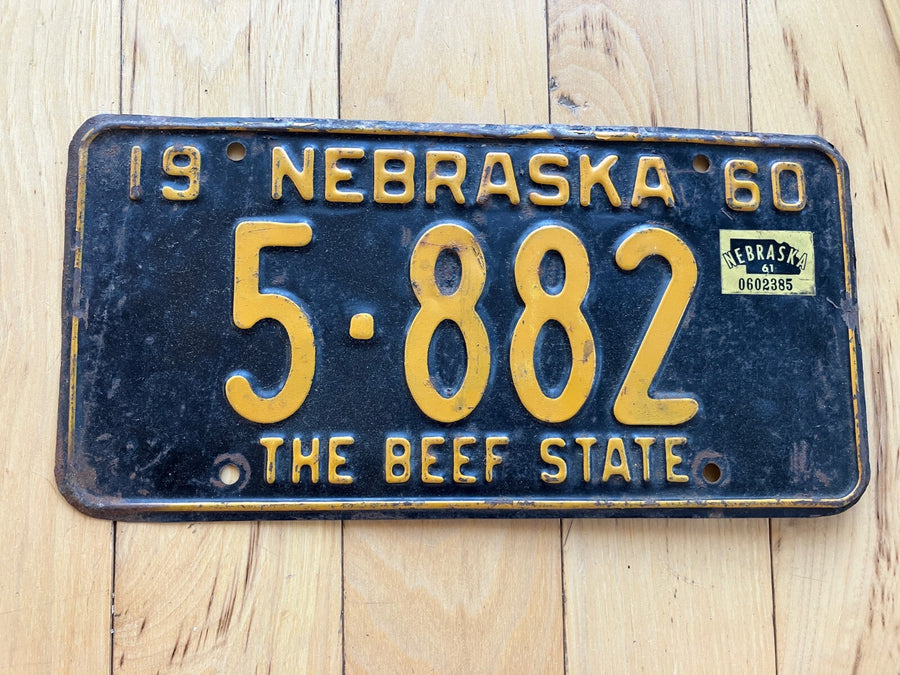 19 NEBRASKA 60
5·882
NEBRASKA
61
0602385
THE BEEF STATE